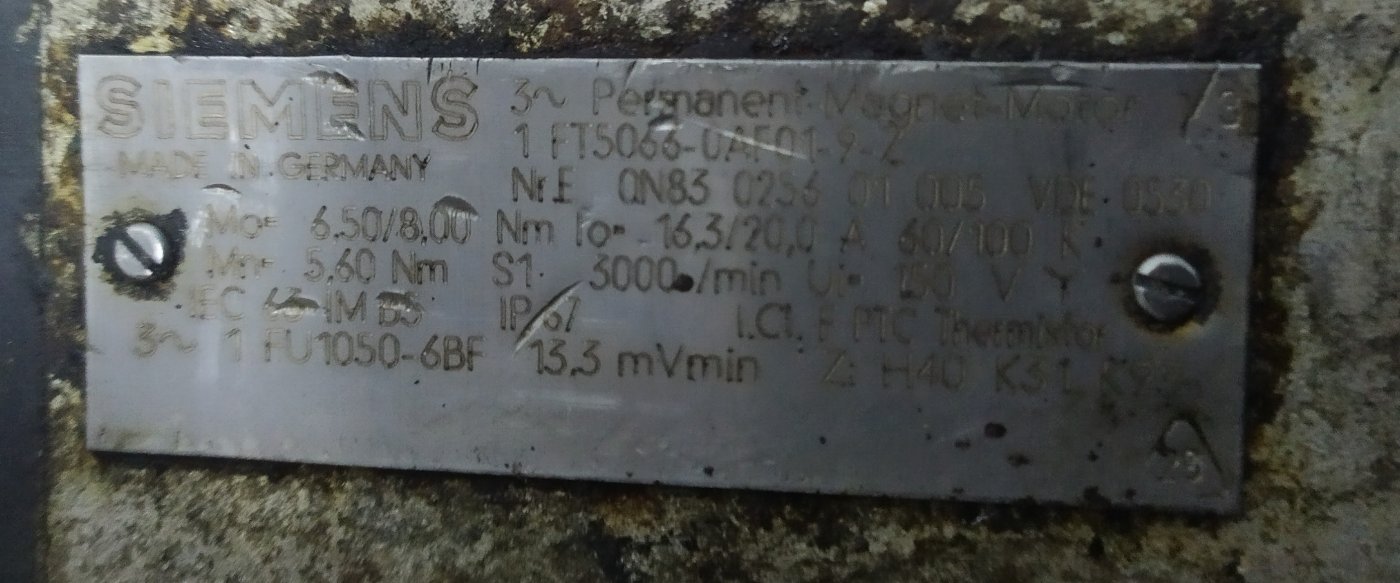 SIEMENS 3~ Permanent-Magnet-Motor
MADE IN GERMANY 1 FT5066-0AF01-9-Z
Nr.E QN83 0256 01 005 VDE 0530
Mo= 6,50/8,00 Nm Io= 16,3/20,0 A 60/100 K
Mn= 5,60 Nm S1 3000/min Ui= 150 V Y
IEC 63 IM B5 IP 67 I.Cl. F PTC Thermistor
3~ 1 FU1050-6BF 13,3 mVmin Z: H40 K31